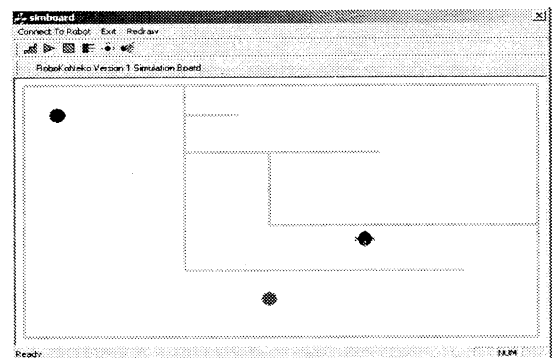 simboard
Connect To Robot Exit Redraw
RoboKoNeko Version 1 Simulation Board
Ready
NUM